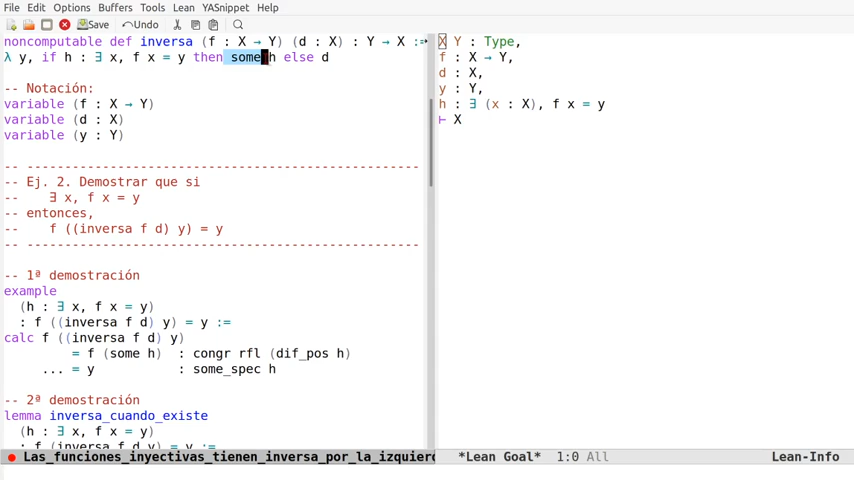 File Edit Options Buffers Tools Lean YASnippet Help
Save Undo
noncomputable def inversa (f : X → Y) (d : X) : Y → X :=
λ y, if h : ∃ x, f x = y then some h else d
-- Notación:
variable (f : X → Y)
variable (d : X)
variable (y : Y)
-- --------------------------------------------------
-- Ej. 2. Demostrar que si
--    ∃ x, f x = y
-- entonces,
--    f ((inversa f d) y) = y
-- --------------------------------------------------
-- 1ª demostración
example
  (h : ∃ x, f x = y)
  : f ((inversa f d) y) = y :=
calc f ((inversa f d) y)
         = f (some h)  : congr rfl (dif_pos h)
     ... = y           : some_spec h
-- 2ª demostración
lemma inversa_cuando_existe
  (h : ∃ x, f x = y)
  : f (inversa f d y) = y :=
Las_funciones_inyectivas_tienen_inversa_por_la_izquierd
X Y : Type,
f : X → Y,
d : X,
y : Y,
h : ∃ (x : X), f x = y
⊢ X
*Lean Goal* 1:0 All Lean-Info